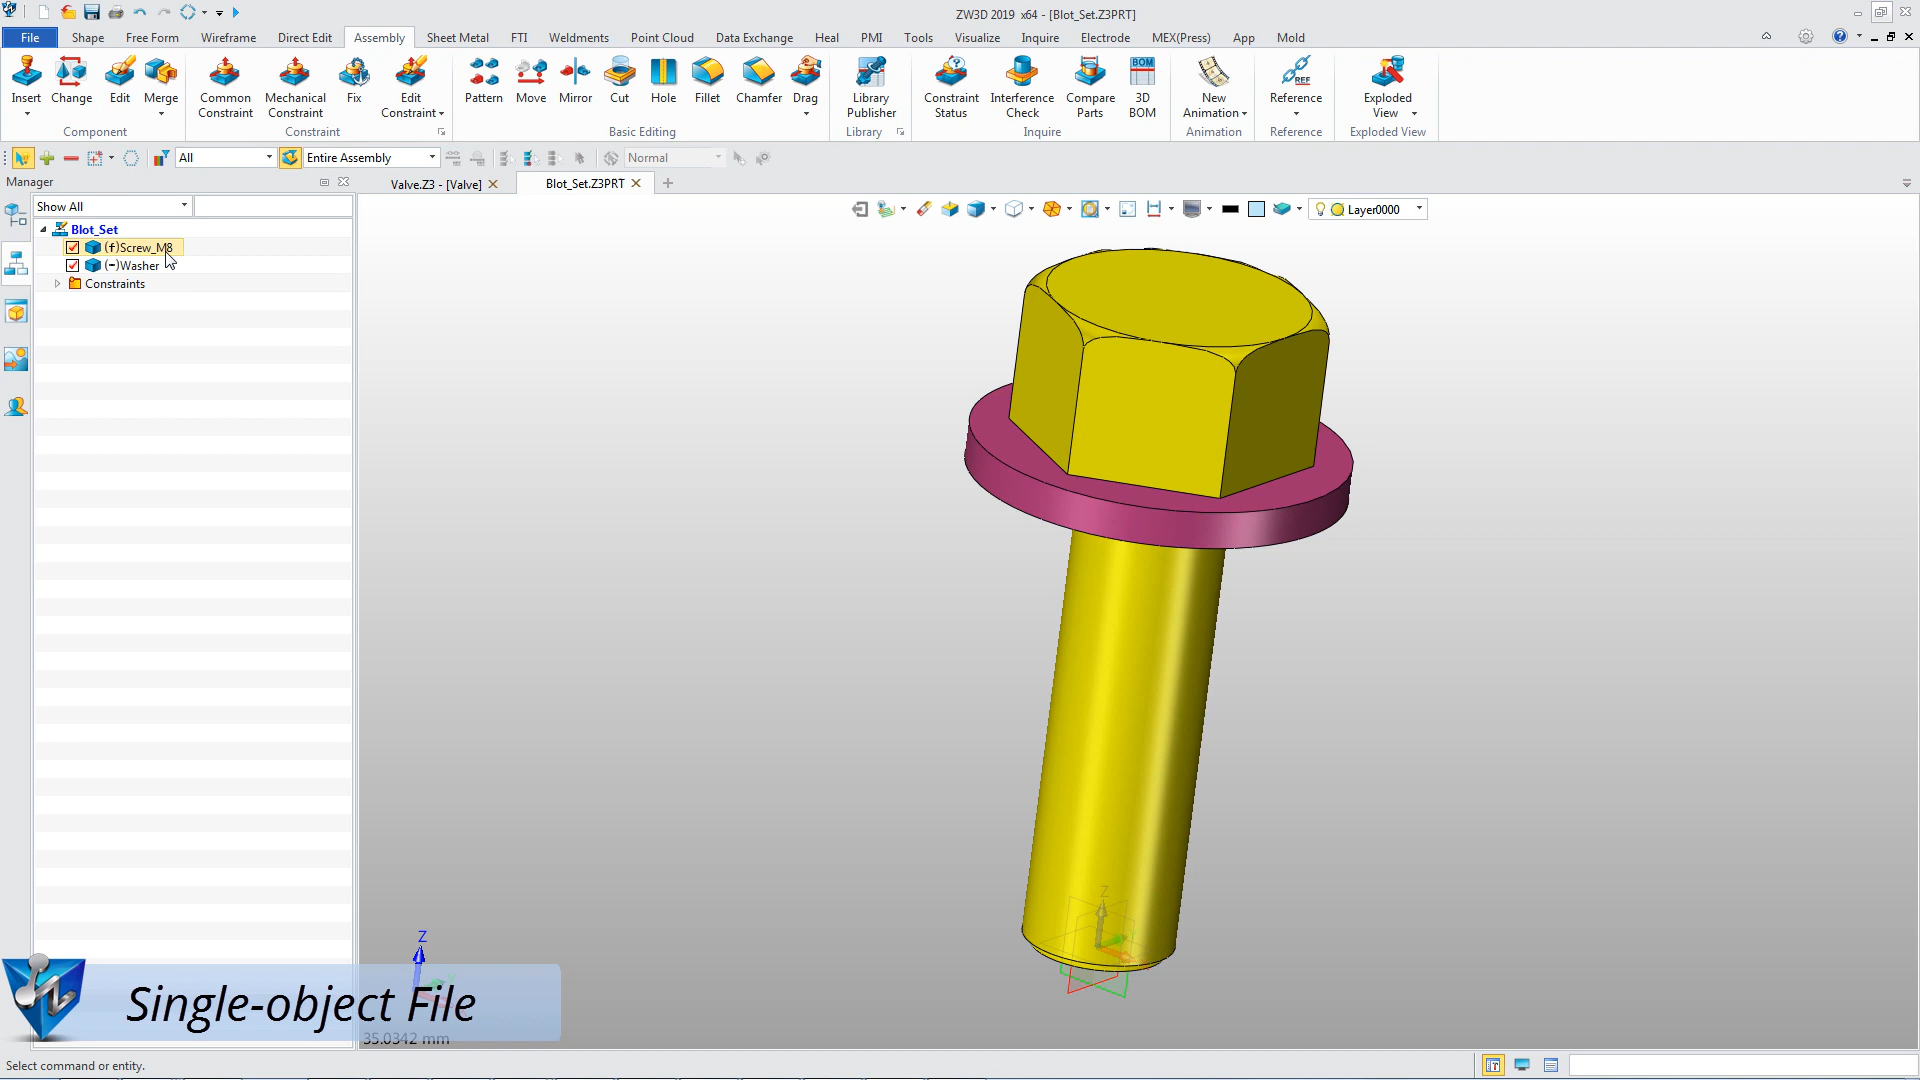 ZW3D 2019 x64 - [Blot_Set.Z3PRT]
File Shape Free Form Wireframe Direct Edit Assembly Sheet Metal FTI Weldments Point Cloud Data Exchange Heal PMI Tools Visualize Inquire Electrode MEX(Press) App Mold
Insert Change Edit Merge Common Constraint Mechanical Constraint Fix Edit Constraint Pattern Move Mirror Cut Hole Fillet Chamfer Drag Library Publisher Constraint Status Interference Check Compare Parts 3D BOM New Animation Reference Exploded View
Component Constraint Basic Editing Library Inquire Animation Reference Exploded View
All Entire Assembly Normal
Manager
Valve.Z3 - [Valve] Blot_Set.Z3PRT
Show All
Layer0000
Blot_Set
(f)Screw_M8
(-)Washer
Constraints
Z
Z
Single-object File
35.0342 mm
Select command or entity.